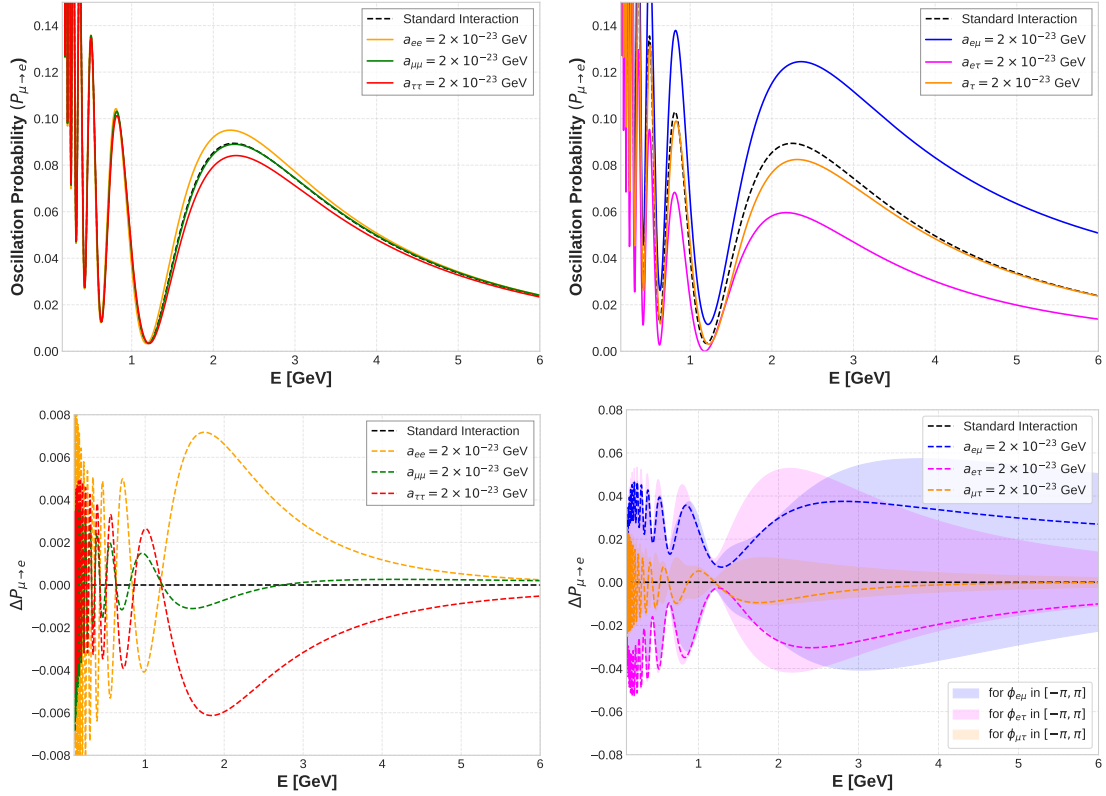 Oscillation Probability (P_{μ→e})
0.14
0.12
0.10
0.08
0.06
0.04
0.02
0.00
1 2 3 4 5 6
E [GeV]
Standard Interaction
a_{ee} = 2 × 10^{−23} GeV
a_{μμ} = 2 × 10^{−23} GeV
a_{ττ} = 2 × 10^{−23} GeV
Oscillation Probability (P_{μ→e})
0.14
0.12
0.10
0.08
0.06
0.04
0.02
0.00
1 2 3 4 5 6
E [GeV]
Standard Interaction
a_{eμ} = 2 × 10^{−23} GeV
a_{eτ} = 2 × 10^{−23} GeV
a_{τ} = 2 × 10^{−23} GeV
ΔP_{μ→e}
0.008
0.006
0.004
0.002
0.000
−0.002
−0.004
−0.006
−0.008
1 2 3 4 5 6
E [GeV]
Standard Interaction
a_{ee} = 2 × 10^{−23} GeV
a_{μμ} = 2 × 10^{−23} GeV
a_{ττ} = 2 × 10^{−23} GeV
ΔP_{μ→e}
0.08
0.06
0.04
0.02
0.00
−0.02
−0.04
−0.06
−0.08
1 2 3 4 5 6
E [GeV]
Standard Interaction
a_{eμ} = 2 × 10^{−23} GeV
a_{eτ} = 2 × 10^{−23} GeV
a_{μτ} = 2 × 10^{−23} GeV
for ϕ_{eμ} in [−π, π]
for ϕ_{eτ} in [−π, π]
for ϕ_{μτ} in [−π, π]